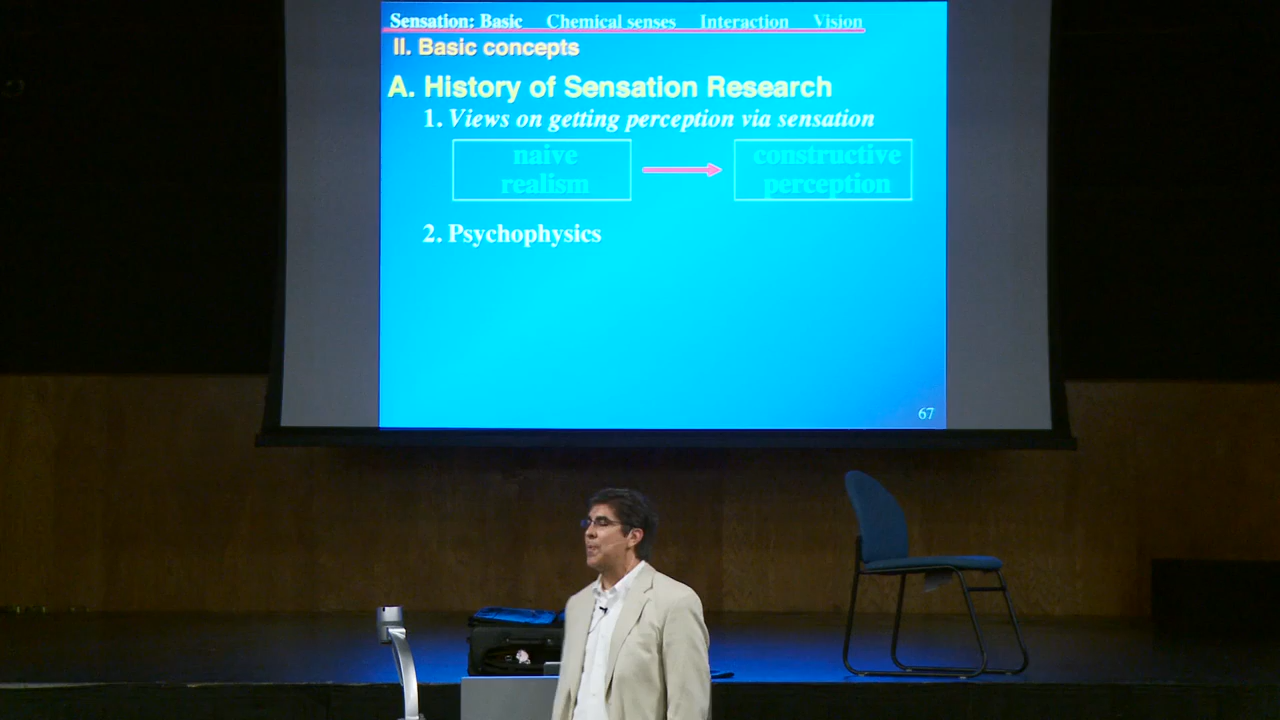 Sensation: Basic Chemical senses Interaction Vision
II. Basic concepts
A. History of Sensation Research
1. Views on getting perception via sensation
naive realism
constructive perception
2. Psychophysics
67